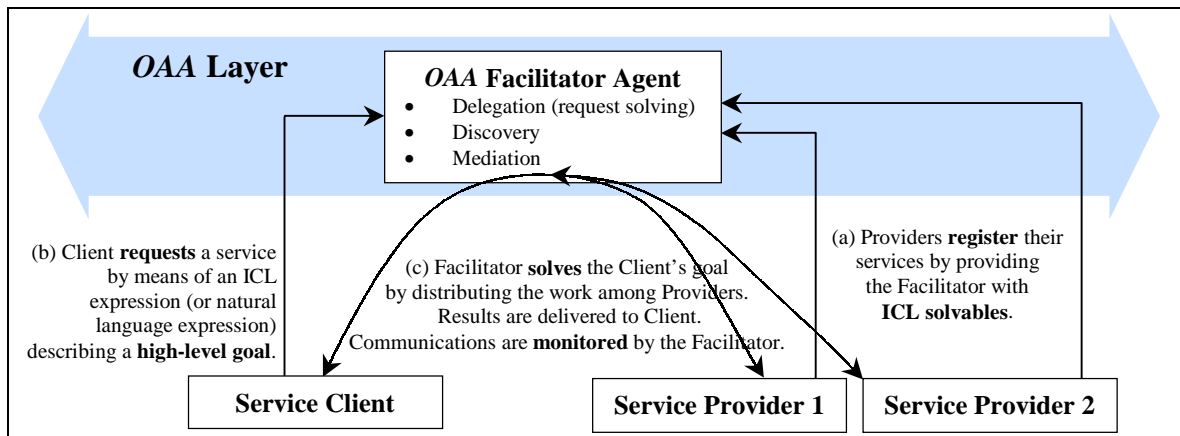 OAA Layer
OAA Facilitator Agent
• Delegation (request solving)
• Discovery
• Mediation
(b) Client requests a service
by means of an ICL
expression (or natural
language expression)
describing a high-level goal.
(c) Facilitator solves the Client's goal
by distributing the work among Providers.
Results are delivered to Client.
Communications are monitored by the Facilitator.
(a) Providers register their
services by providing
the Facilitator with
ICL solvables.
Service Client
Service Provider 1
Service Provider 2